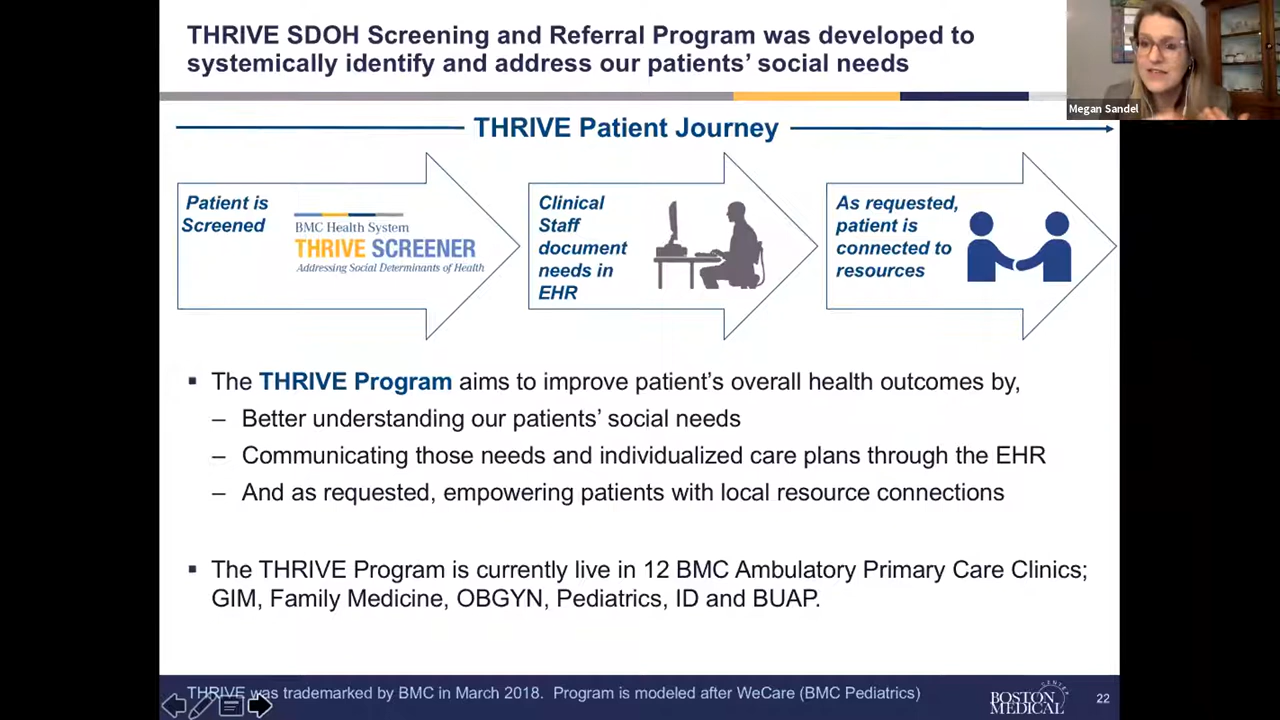 THRIVE SDOH Screening and Referral Program was developed to
systemically identify and address our patients’ social needs
Megan Sandel
THRIVE Patient Journey
Patient is
Screened
BMC Health System
THRIVE SCREENER
Addressing Social Determinants of Health
Clinical
Staff
document
needs in
EHR
As requested,
patient is
connected to
resources
▪ The THRIVE Program aims to improve patient’s overall health outcomes by,
– Better understanding our patients’ social needs
– Communicating those needs and individualized care plans through the EHR
– And as requested, empowering patients with local resource connections
▪ The THRIVE Program is currently live in 12 BMC Ambulatory Primary Care Clinics;
GIM, Family Medicine, OBGYN, Pediatrics, ID and BUAP.
THRIVE was trademarked by BMC in March 2018. Program is modeled after WeCare (BMC Pediatrics)
BOSTON
MEDICAL
CENTER
22